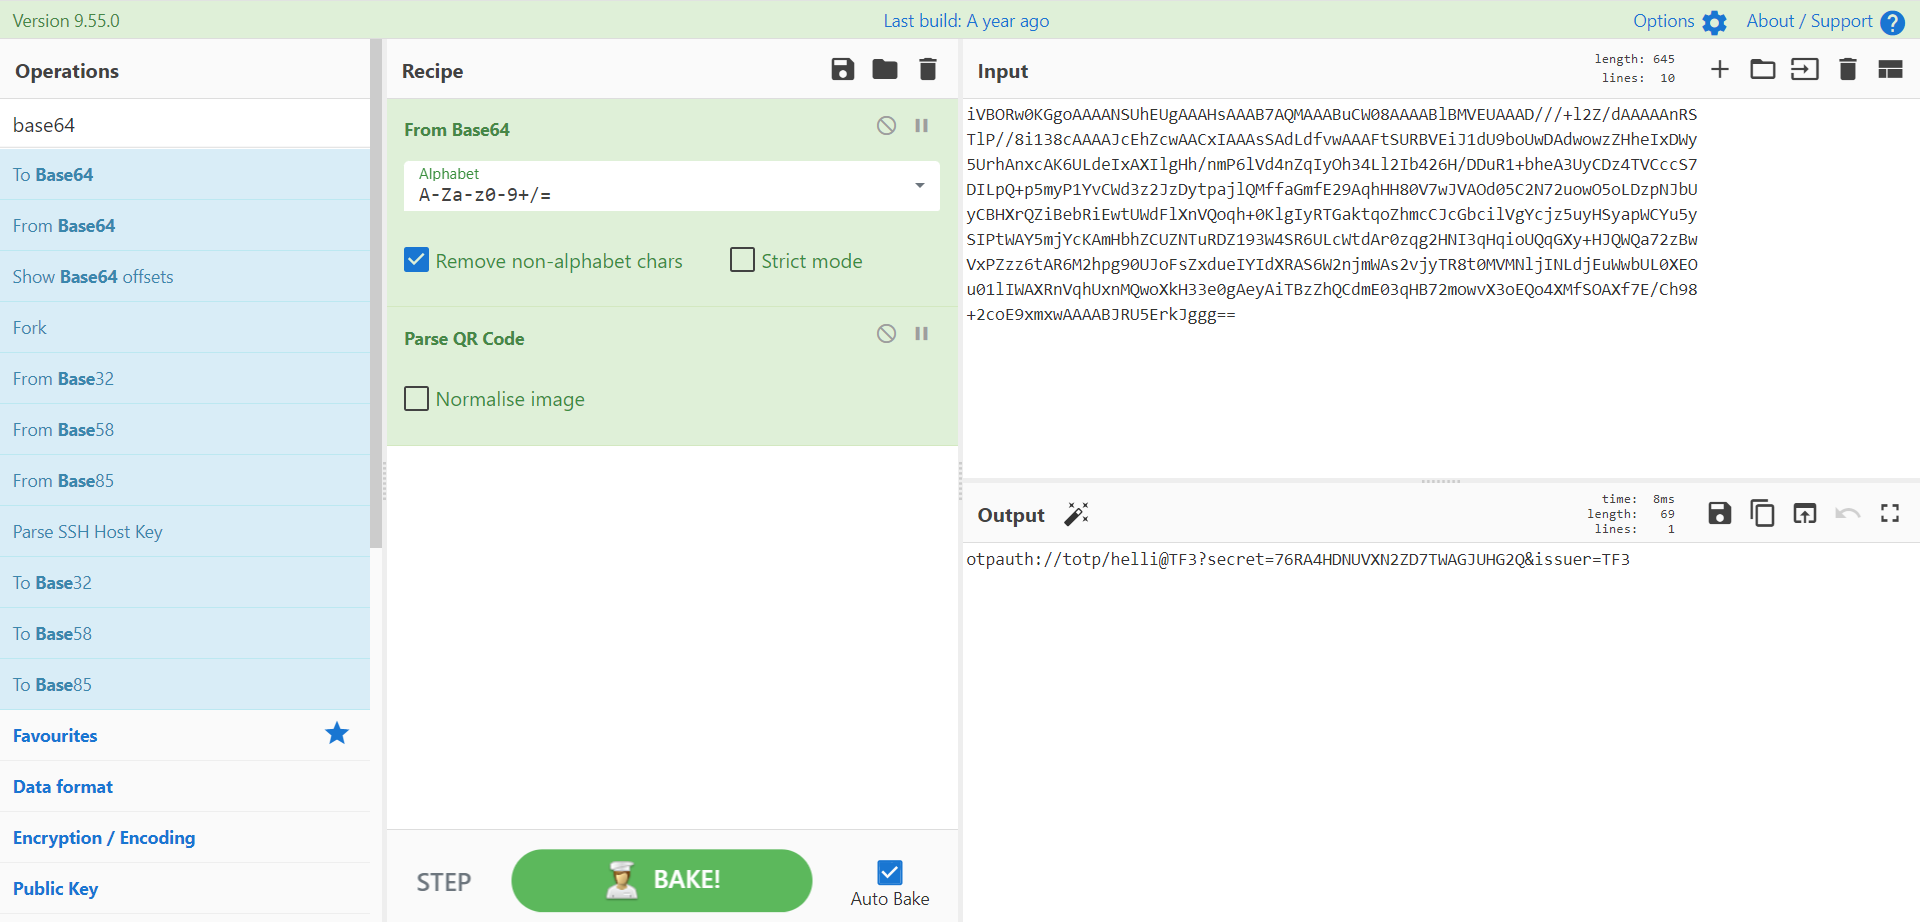 Version 9.55.0
Last build: A year ago
Options
About / Support
Operations
base64
To Base64
From Base64
Show Base64 offsets
Fork
From Base32
From Base58
From Base85
Parse SSH Host Key
To Base32
To Base58
To Base85
Favourites
Data format
Encryption / Encoding
Public Key
Recipe
From Base64
Alphabet
A-Za-z0-9+/=
Remove non-alphabet chars
Strict mode
Parse QR Code
Normalise image
STEP
BAKE!
Auto Bake
Input
length: 645
lines: 10
iVBORw0KGgoAAAANSUhEUgAAAHsAAAB7AQMAAABuCW08AAAABlBMVEUAAAD///+l2Z/dAAAAAnRS
TlP//8i138cAAAAJcEhZcwAACxIAAAsSAdLdfvwAAAFtSURBVEiJ1dU9boUwDAdwowzZHheIxDWy
5UrhAnxcAK6ULdeIxAXIlgHh/nmP6lVd4nZqIyOh34Ll2Ib426H/DDuR1+bheA3UyCDz4TVCccS7
DILpQ+p5myP1YvCWd3z2JzDytpajlQMffaGmfE29AqhHH80V7wJVAOd05C2N72uowO5oLDzpNJbU
yCBHXrQZiBebRiEwtUWdFlXnVQoqh+0KlgIyRTGaktqoZhmcCJcGbcilVgYcjz5uyHSyapWCYu5y
SIPtWAY5mjYcKAmHbhZCUZNTuRDZ193W4SR6ULcWtdAr0zqg2HNI3qHqioUQqGXy+HJQWQa72zBw
VxPZzz6tAR6M2hpg90UJoFsZxdueIYIdXRAS6W2njmWAs2vjyTR8t0MVMNljINLdjEuWwbUL0XEO
u01lIWAXRnVqhUxnMQwoXkH33e0gAeyAiTBzZhQCdmE03qHB72mowvX3oEQo4XMfSOAXf7E/Ch98
+2coE9xmxwAAAABJRU5ErkJggg==
Output
time: 8ms
length: 69
lines: 1
otpauth://totp/helli@TF3?secret=76RA4HDNUVXN2ZD7TWAGJUHG2Q&issuer=TF3